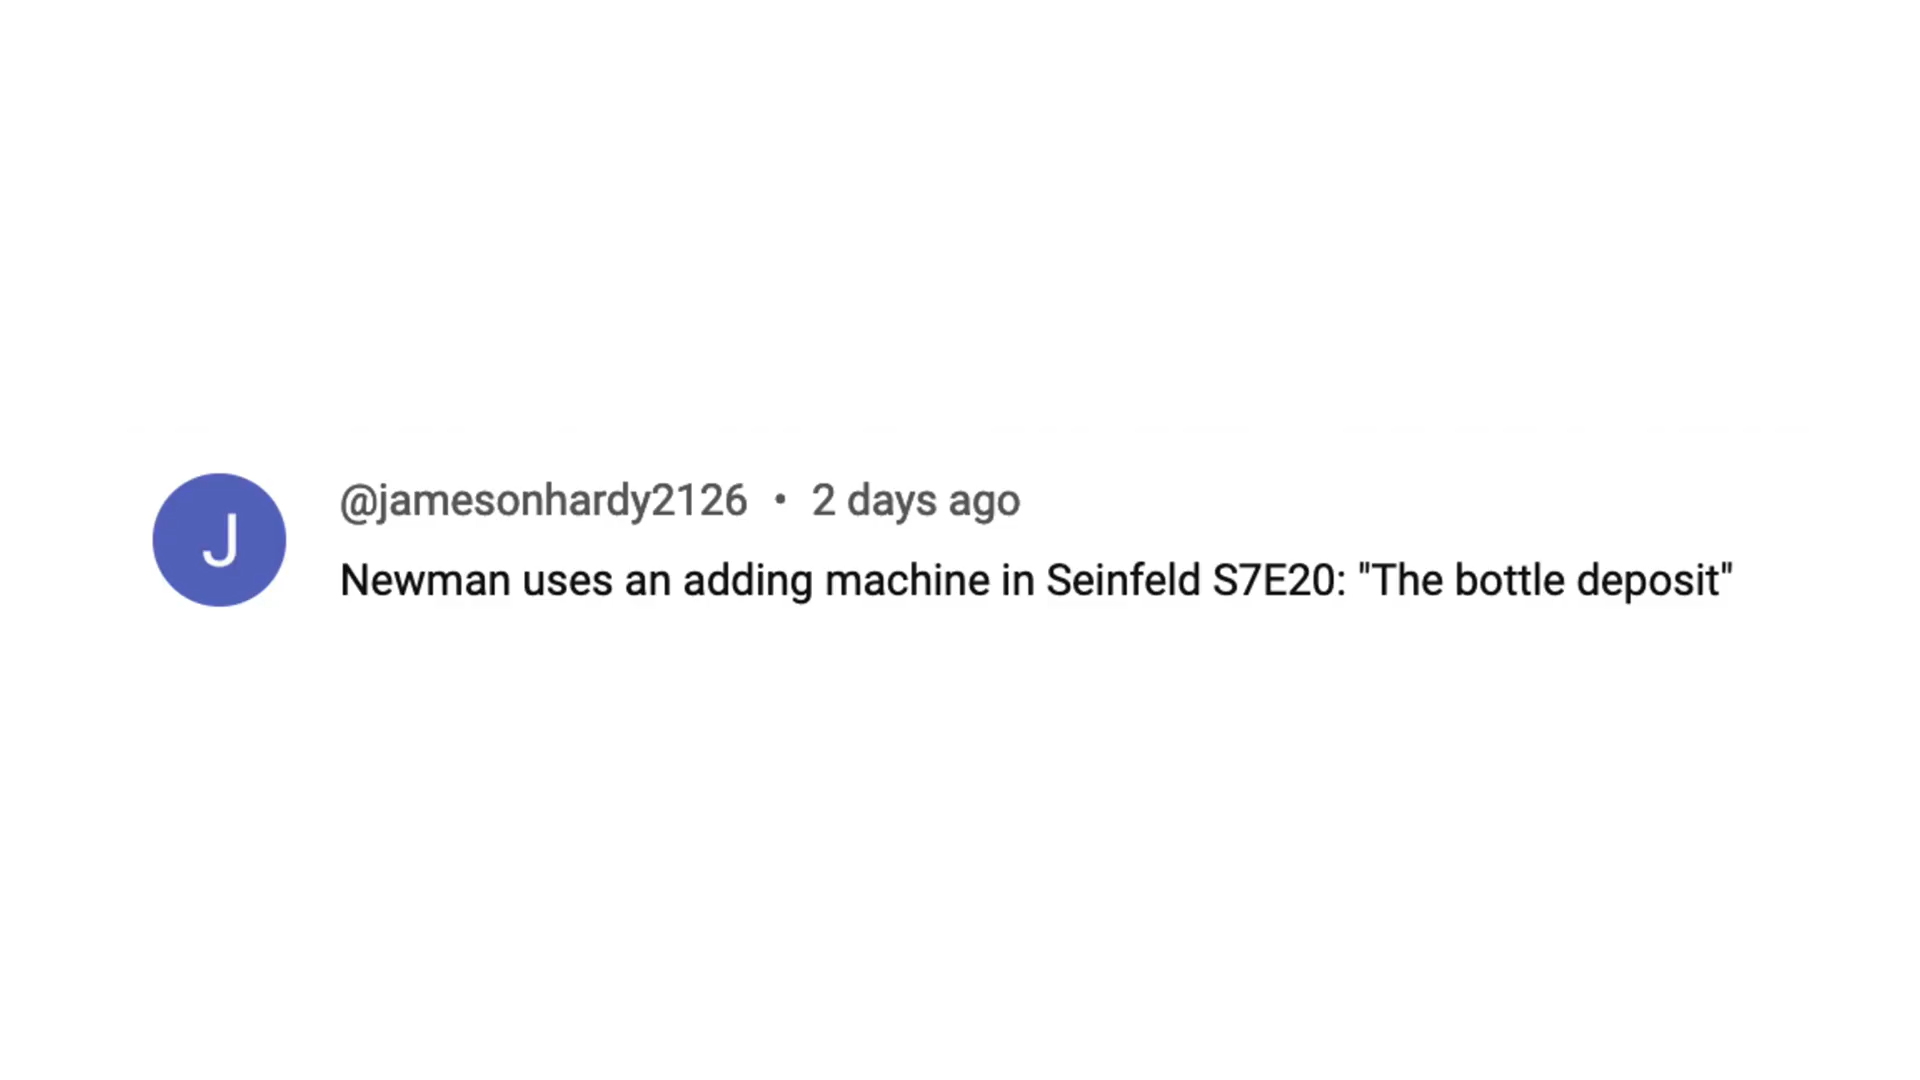 J
@jamesonhardy2126 • 2 days ago
Newman uses an adding machine in Seinfeld S7E20: "The bottle deposit"